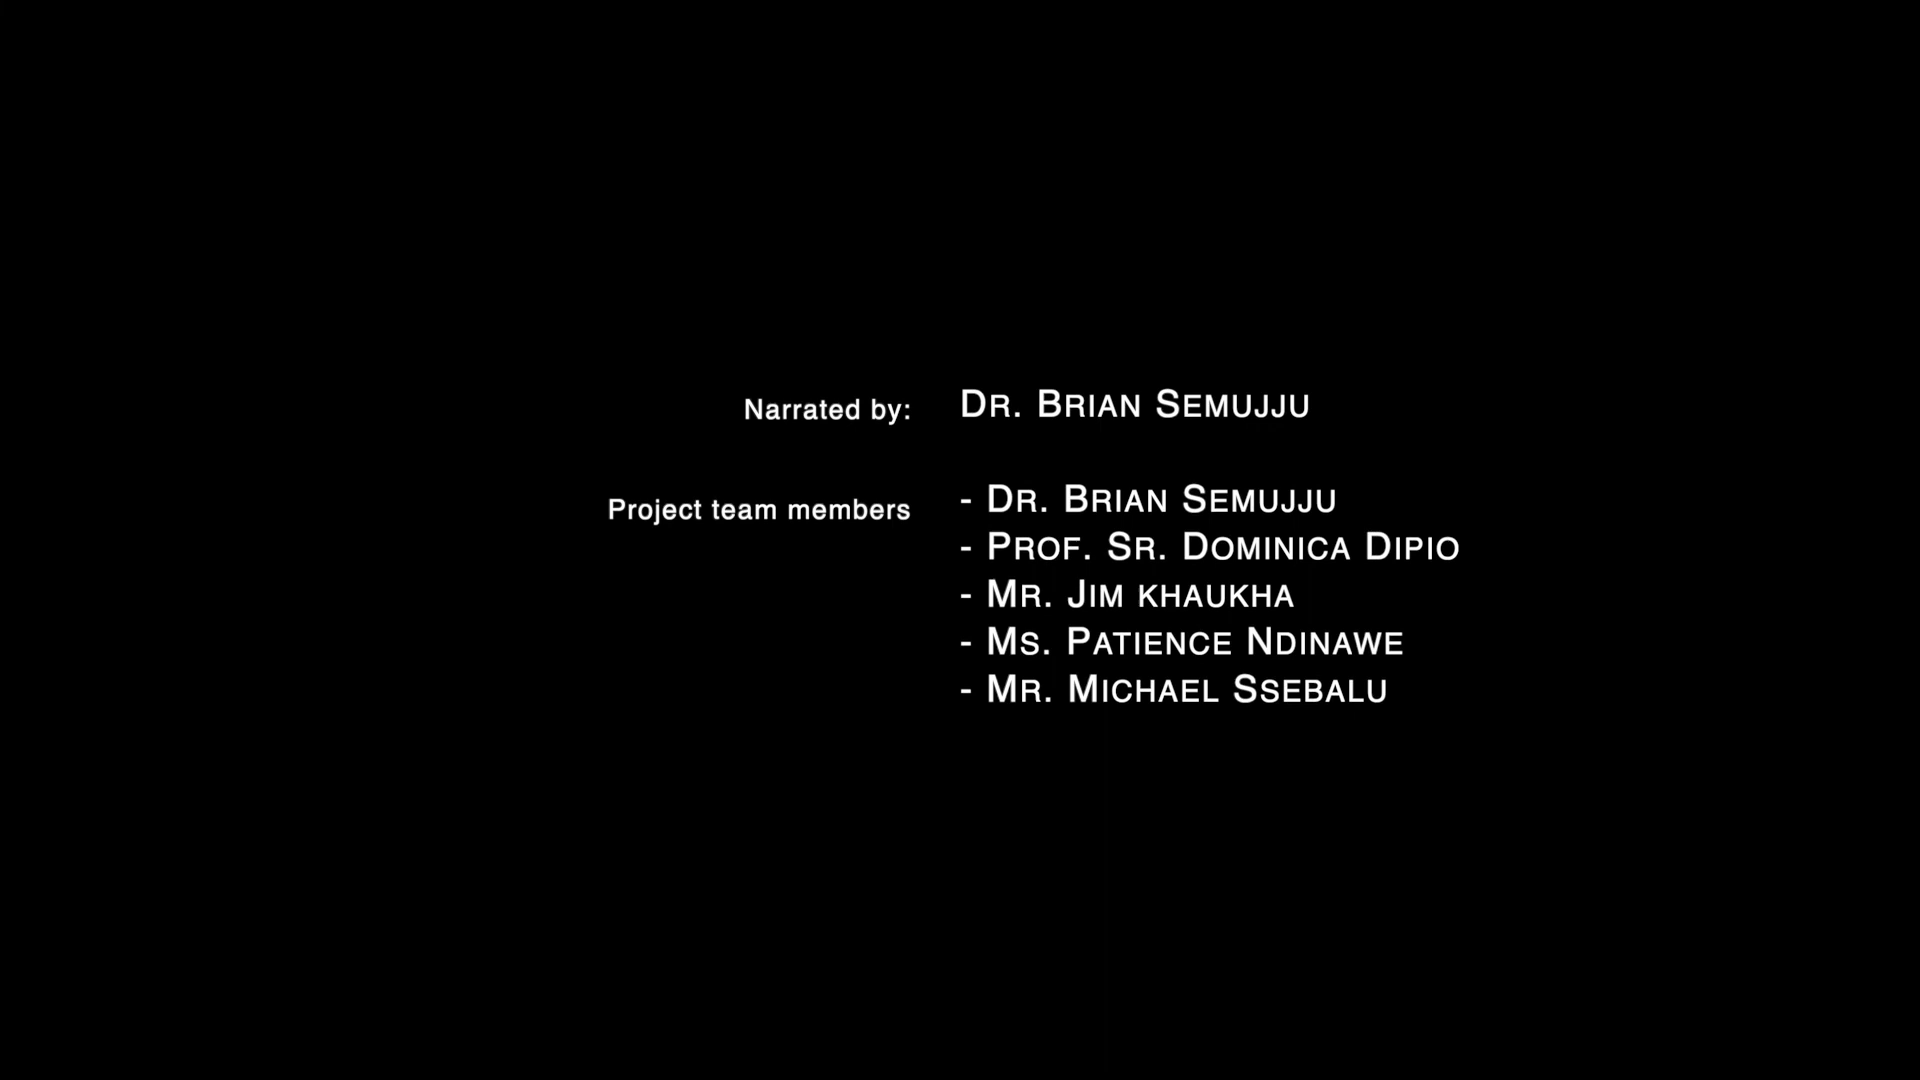 Narrated by: DR. BRIAN SEMUJJU
Project team members - DR. BRIAN SEMUJJU
- PROF. SR. DOMINICA DIPIO
- MR. JIM KHAUKHA
- MS. PATIENCE NDINAWE
- MR. MICHAEL SSEBALU